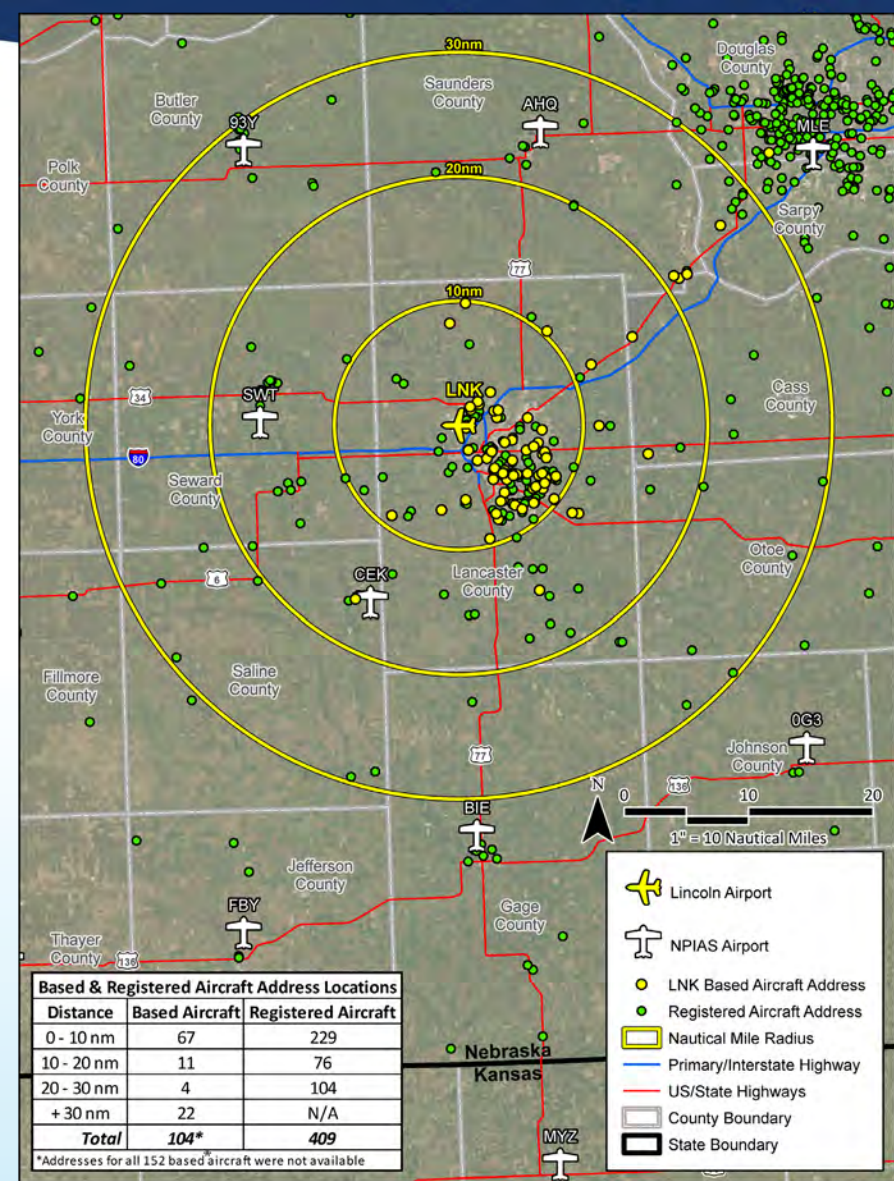 30nm
Douglas
County
Saunders
County
Butler
County
AHQ
93Y
MLE
Polk
County
20nm
Sarpy
County
77
10nm
LNK
SWT
34
Cass
County
York
County
80
Seward
County
Otoe
County
CEK
Lancaster
County
6
Fillmore
County
Saline
County
0G3
77
Johnson
County
136
N
0 10 20
BIE
1" = 10 Nautical Miles
Jefferson
County
FBY
Gage
County
Thayer
County
136
Lincoln Airport
NPIAS Airport
LNK Based Aircraft Address
Registered Aircraft Address
Nautical Mile Radius
Primary/Interstate Highway
US/State Highways
County Boundary
State Boundary
Based & Registered Aircraft Address Locations
Distance Based Aircraft Registered Aircraft
0 - 10 nm 67 229
10 - 20 nm 11 76
20 - 30 nm 4 104
+ 30 nm 22 N/A
Total 104* 409
*Addresses for all 152 based aircraft were not available
Nebraska
Kansas
MYZ